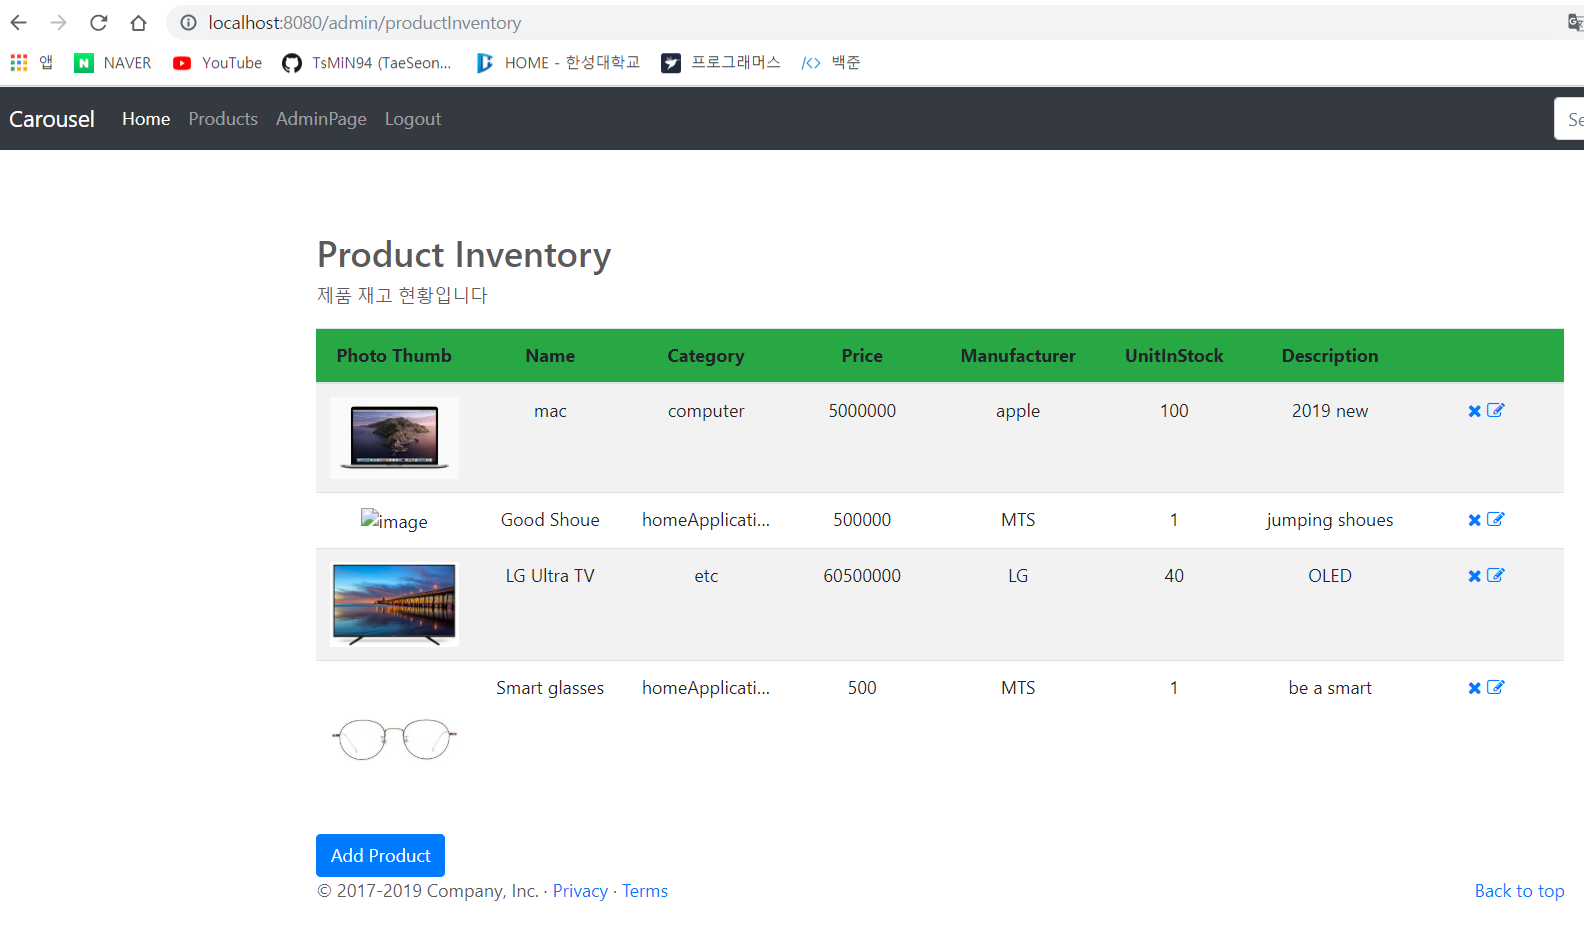 localhost:8080/admin/productInventory
앱 NAVER YouTube TsMiN94 (TaeSeon... HOME - 한성대학교 프로그래머스 </> 백준
Carousel Home Products AdminPage Logout Se
Product Inventory
제품 재고 현황입니다
Photo Thumb Name Category Price Manufacturer UnitInStock Description
mac computer 5000000 apple 100 2019 new
image Good Shoue homeApplicati... 500000 MTS 1 jumping shoues
LG Ultra TV etc 60500000 LG 40 OLED
Smart glasses homeApplicati... 500 MTS 1 be a smart
Add Product
© 2017-2019 Company, Inc. · Privacy · Terms Back to top